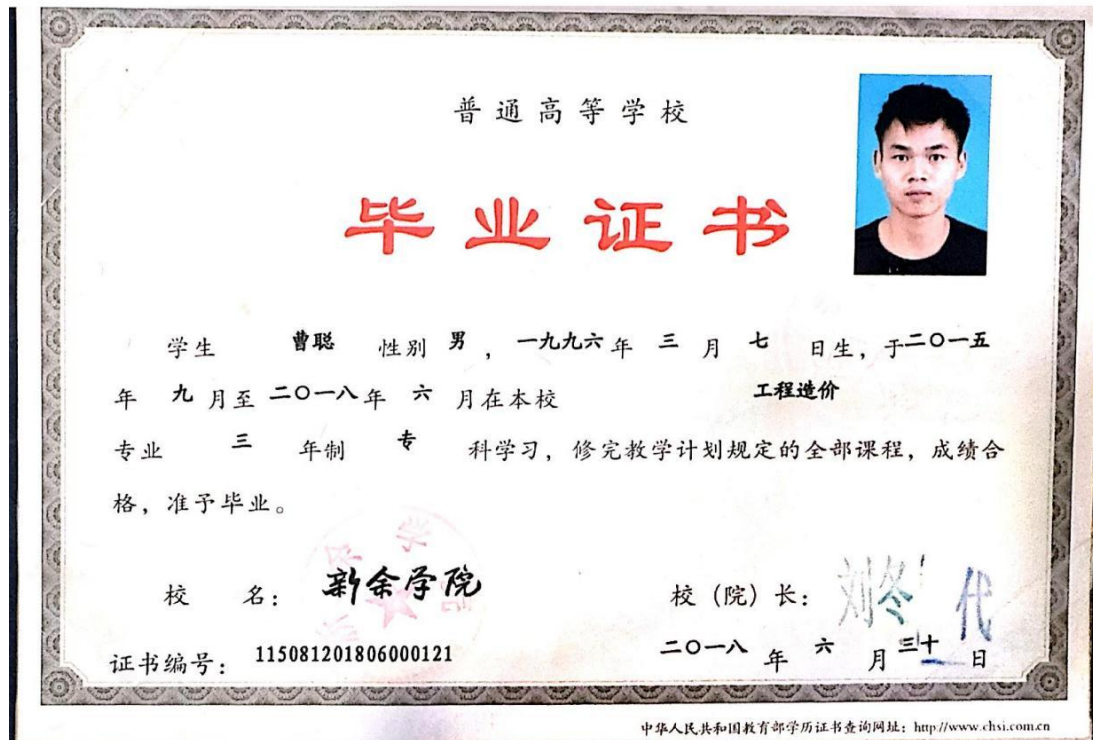 普通高等学校
毕业证书
学生 曹聪 性别 男 ，一九九六 年 三 月 七 日生，于二〇一五
年 九 月至 二〇一八 年 六 月在本校 工程造价
专业 三 年制 专 科学习，修完教学计划规定的全部课程，成绩合
格，准予毕业。
校 名：新余学院
校（院）长：刘冬 代
证书编号：115081201806000121
二〇一八 年 六 月 三十 日
中华人民共和国教育部学历证书查询网址：http://www.chsi.com.cn